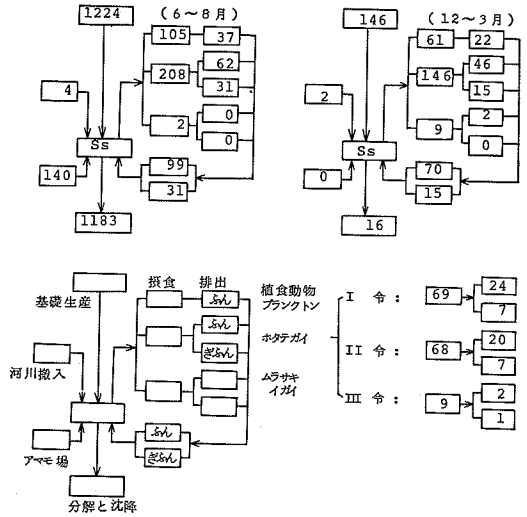 1224
(6～8月)
105
37
4
208
62
31
2
0
0
Ss
140
99
31
1183
146
(12～3月)
61
22
2
146
46
15
9
2
0
Ss
0
70
15
16
基礎生産
摂食
排出
ふん
植食動物
プランクトン
ふん
ぎふん
ホタテガイ
河川搬入
ムラサキ
イガイ
アマモ場
ふん
ぎふん
分解と沈降
I 令:
69
24
7
II 令:
68
20
7
III 令:
9
2
1